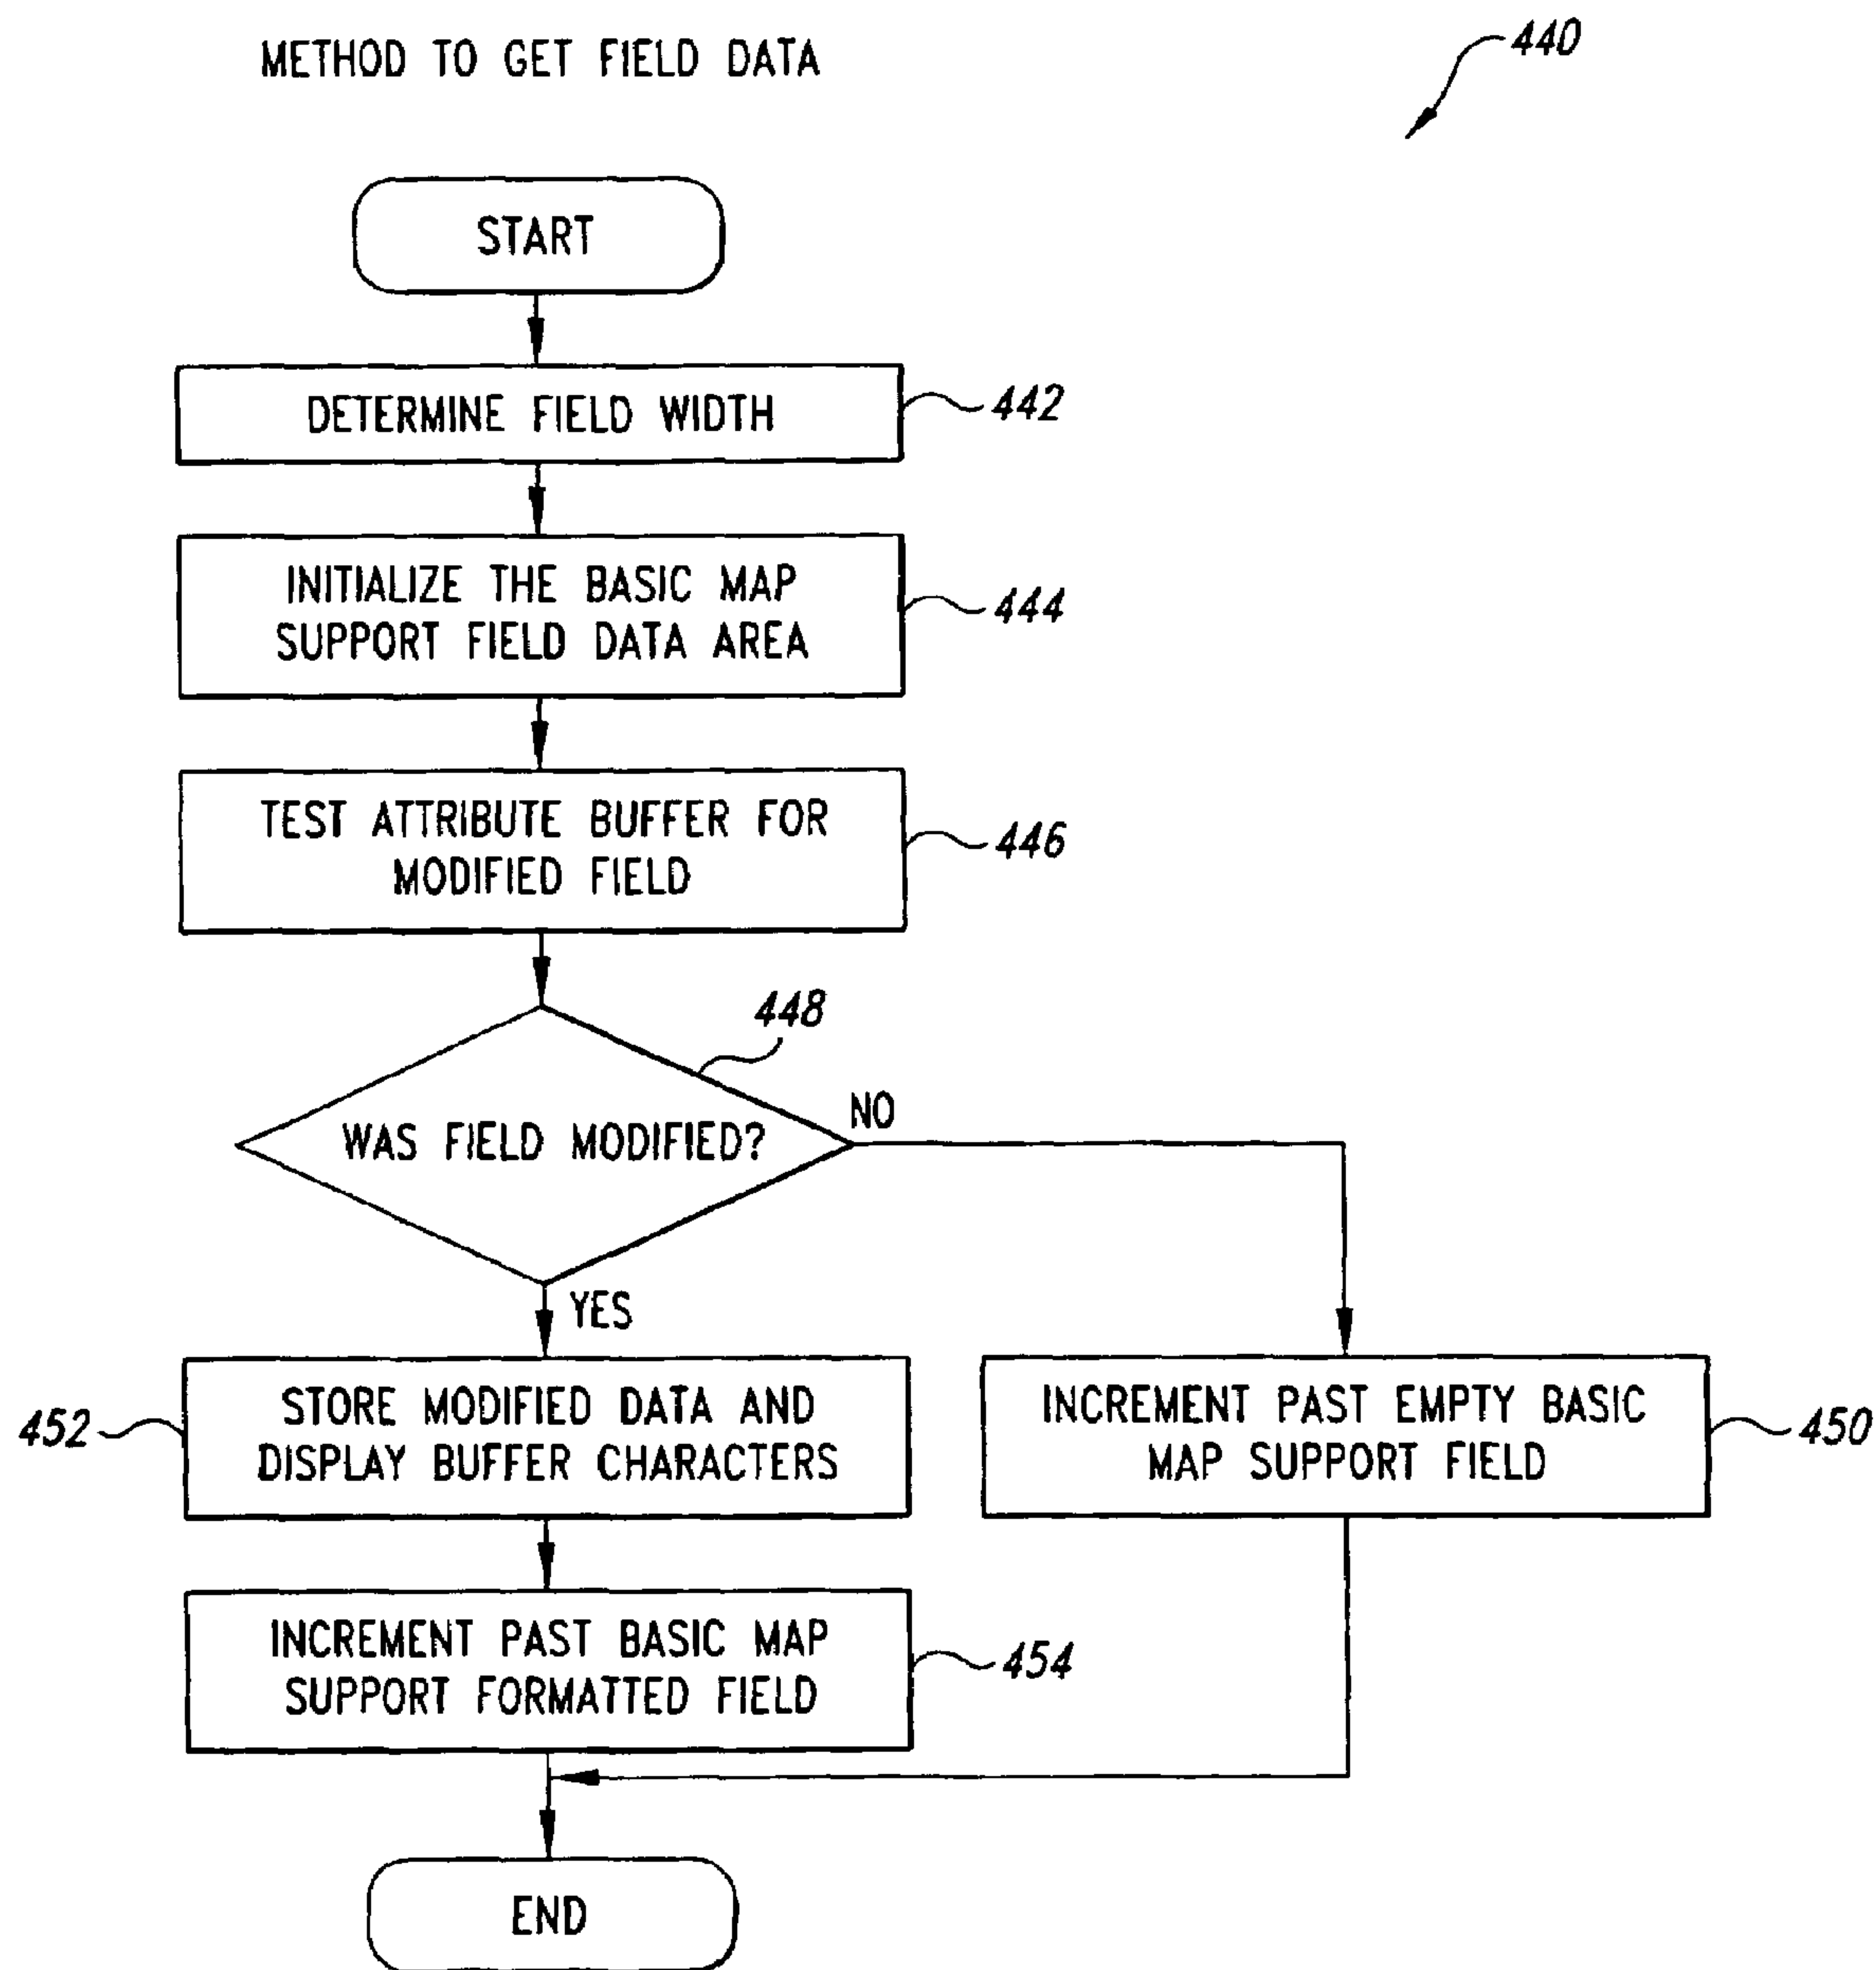 METHOD TO GET FIELD DATA
440
START
DETERMINE FIELD WIDTH
442
INITIALIZE THE BASIC MAP
SUPPORT FIELD DATA AREA
444
TEST ATTRIBUTE BUFFER FOR
MODIFIED FIELD
446
448
WAS FIELD MODIFIED?
NO
YES
452
STORE MODIFIED DATA AND
DISPLAY BUFFER CHARACTERS
INCREMENT PAST EMPTY BASIC
MAP SUPPORT FIELD
450
INCREMENT PAST BASIC MAP
SUPPORT FORMATTED FIELD
454
END